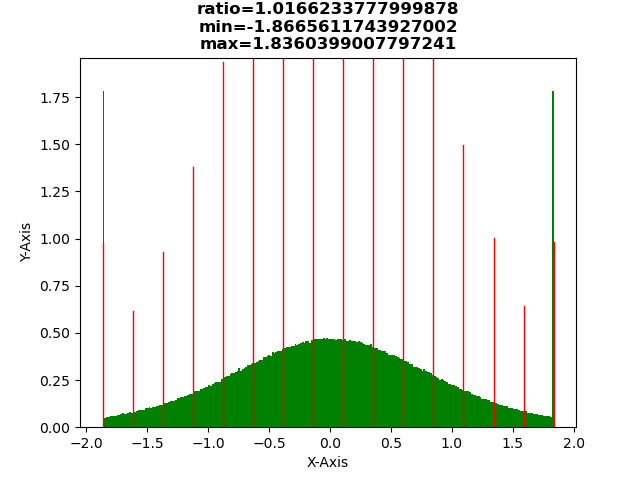 ratio=1.0166233777999878
min=-1.8665611743927002
max=1.8360399007797241
1.75
1.50
1.25
1.00
0.75
0.50
0.25
0.00
Y-Axis
−2.0 −1.5 −1.0 −0.5 0.0 0.5 1.0 1.5 2.0
X-Axis